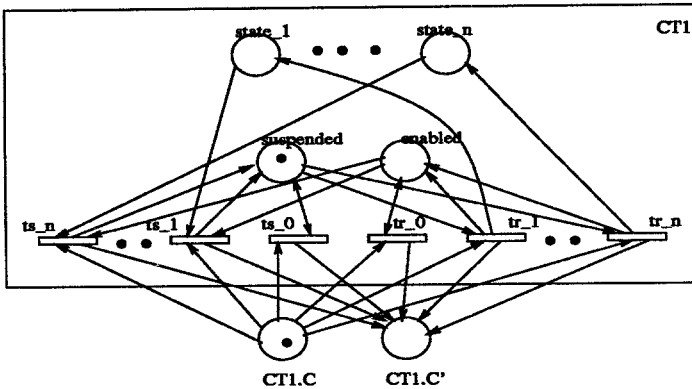 state_1 state_n CT1
suspended enabled
ts_n ts_1 ts_0 tr_0 tr_1 tr_n
CT1.C CT1.C'